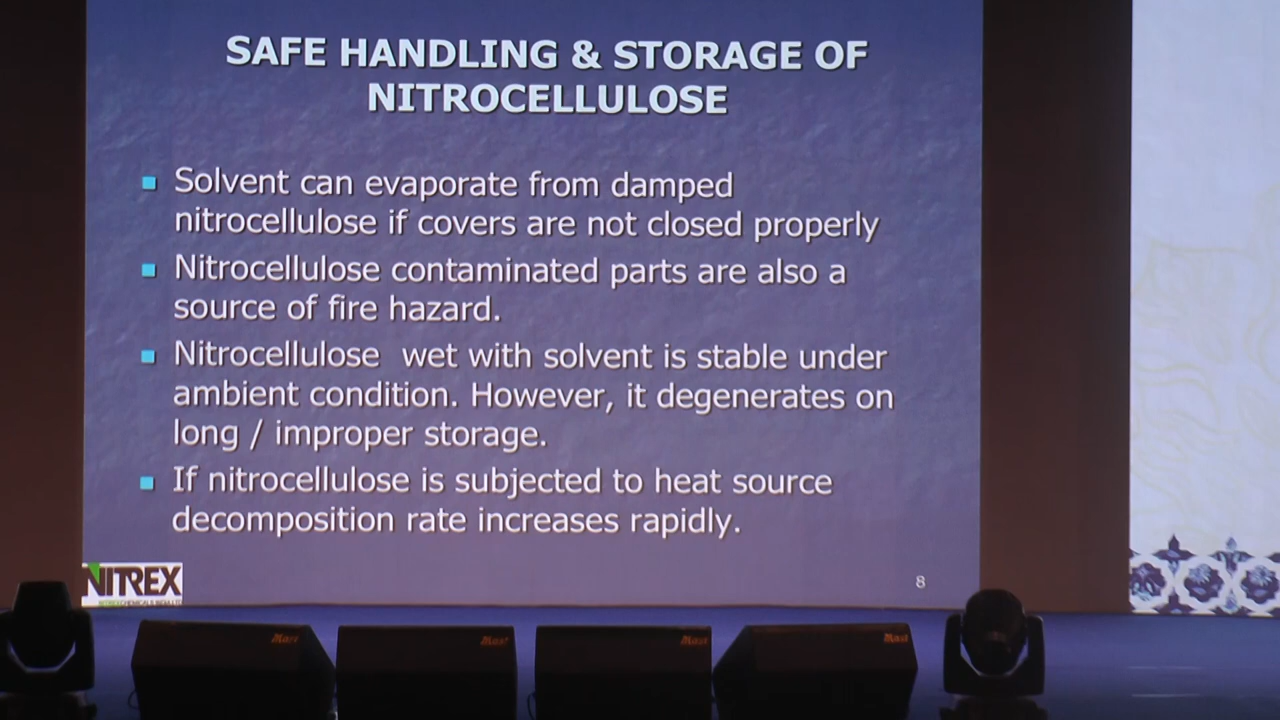 SAFE HANDLING & STORAGE OF
NITROCELLULOSE
Solvent can evaporate from damped
nitrocellulose if covers are not closed properly
Nitrocellulose contaminated parts are also a
source of fire hazard.
Nitrocellulose wet with solvent is stable under
ambient condition. However, it degenerates on
long / improper storage.
If nitrocellulose is subjected to heat source
decomposition rate increases rapidly.
NITREX
8